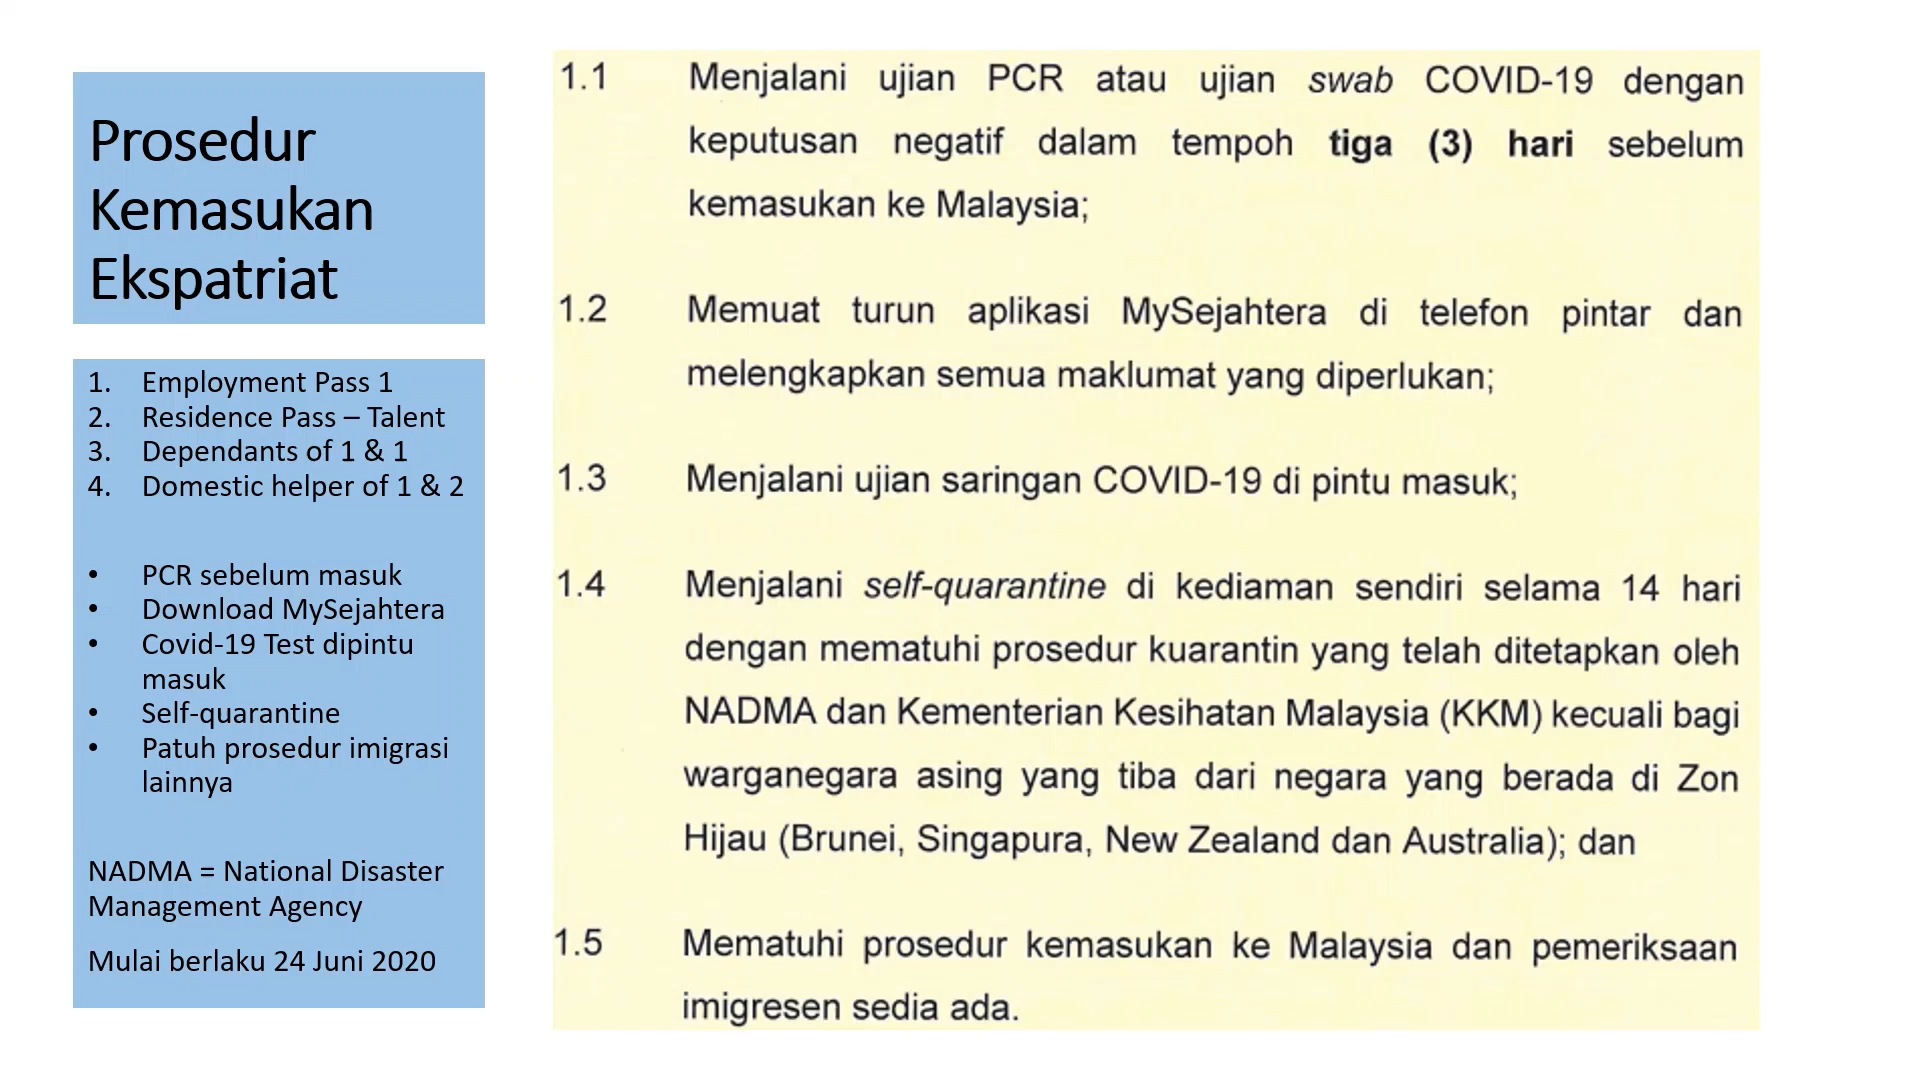 Prosedur
Kemasukan
Ekspatriat
1. Employment Pass 1
2. Residence Pass – Talent
3. Dependants of 1 & 1
4. Domestic helper of 1 & 2
• PCR sebelum masuk
• Download MySejahtera
• Covid-19 Test dipintu
masuk
• Self-quarantine
• Patuh prosedur imigrasi
lainnya
NADMA = National Disaster
Management Agency
Mulai berlaku 24 Juni 2020
1.1 Menjalani ujian PCR atau ujian swab COVID-19 dengan
keputusan negatif dalam tempoh tiga (3) hari sebelum
kemasukan ke Malaysia;
1.2 Memuat turun aplikasi MySejahtera di telefon pintar dan
melengkapkan semua maklumat yang diperlukan;
1.3 Menjalani ujian saringan COVID-19 di pintu masuk;
1.4 Menjalani self-quarantine di kediaman sendiri selama 14 hari
dengan mematuhi prosedur kuarantin yang telah ditetapkan oleh
NADMA dan Kementerian Kesihatan Malaysia (KKM) kecuali bagi
warganegara asing yang tiba dari negara yang berada di Zon
Hijau (Brunei, Singapura, New Zealand dan Australia); dan
1.5 Mematuhi prosedur kemasukan ke Malaysia dan pemeriksaan
imigresen sedia ada.